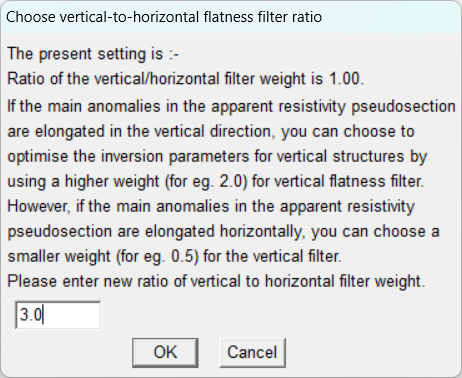 Choose vertical-to-horizontal flatness filter ratio
The present setting is :-
Ratio of the vertical/horizontal filter weight is 1.00.
If the main anomalies in the apparent resistivity pseudosection
are elongated in the vertical direction, you can choose to
optimise the inversion parameters for vertical structures by
using a higher weight (for eg. 2.0) for vertical flatness filter.
However, if the main anomalies in the apparent resistivity
pseudosection are elongated horizontally, you can choose a
smaller weight (for eg. 0.5) for the vertical filter.
Please enter new ratio of vertical to horizontal filter weight.
3.0
OK Cancel